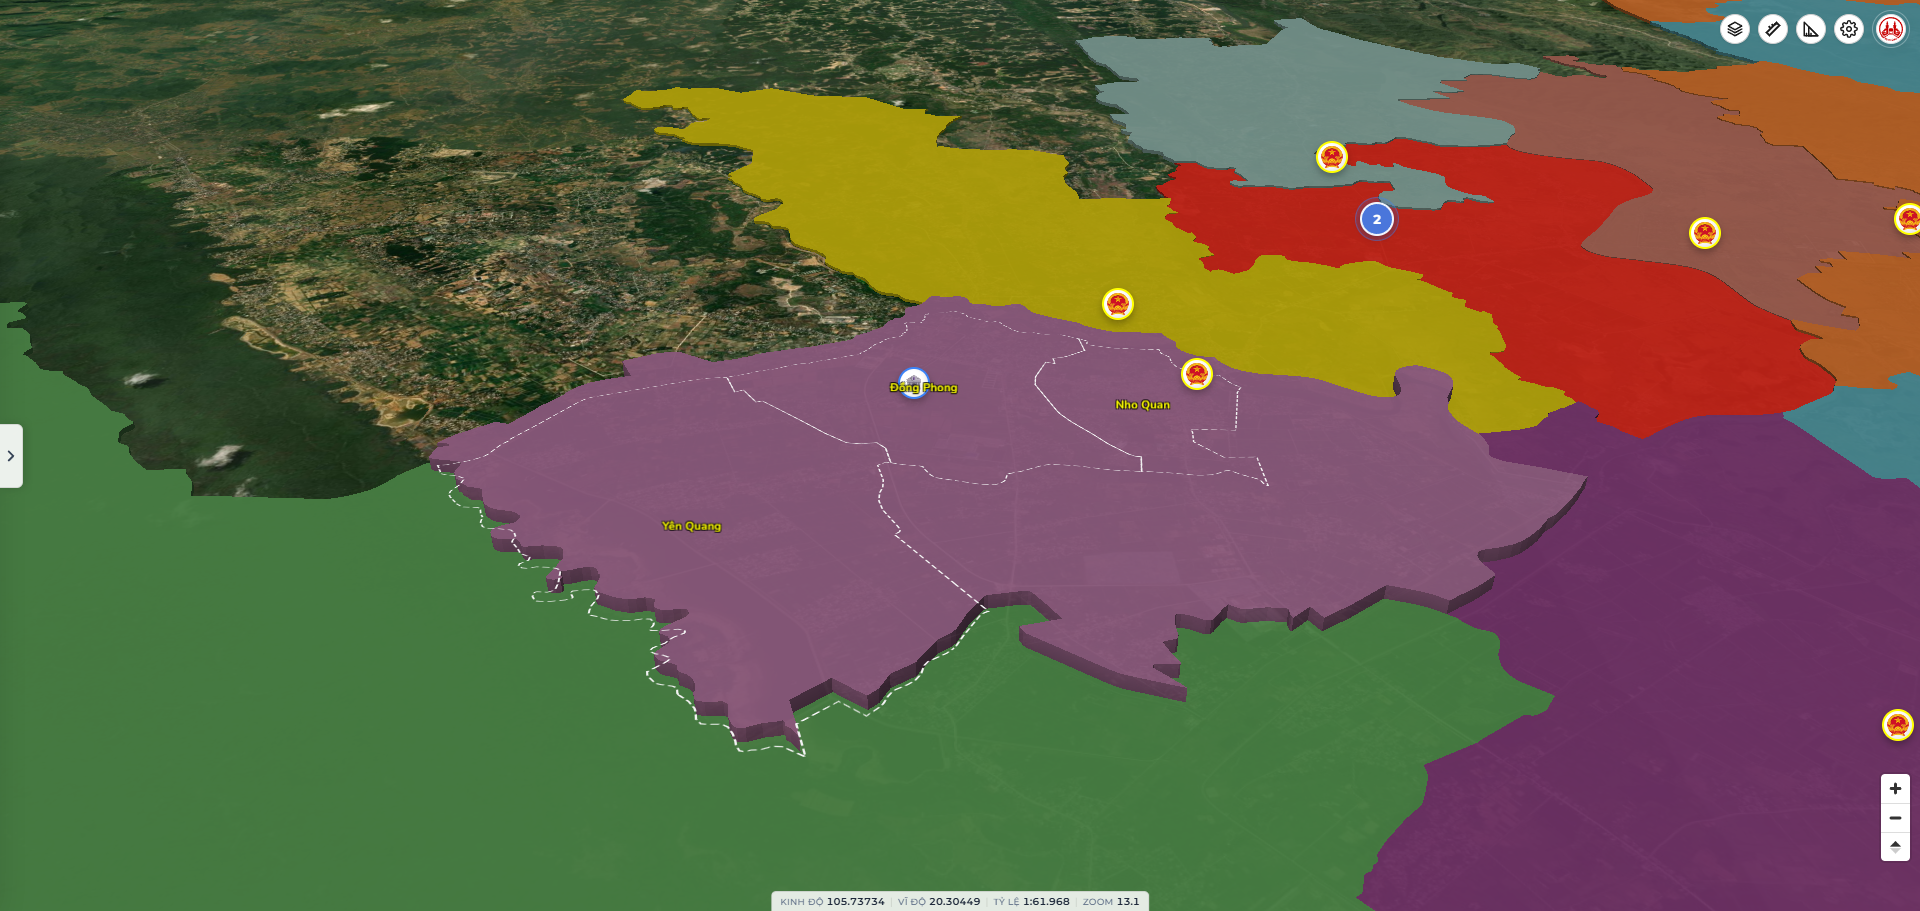 2
Đồng Phong
Nho Quan
Yên Quang
KINH ĐỘ 105.73734 | VĨ ĐỘ 20.30449 | TỶ LỆ 1:61.968 | ZOOM 13.1